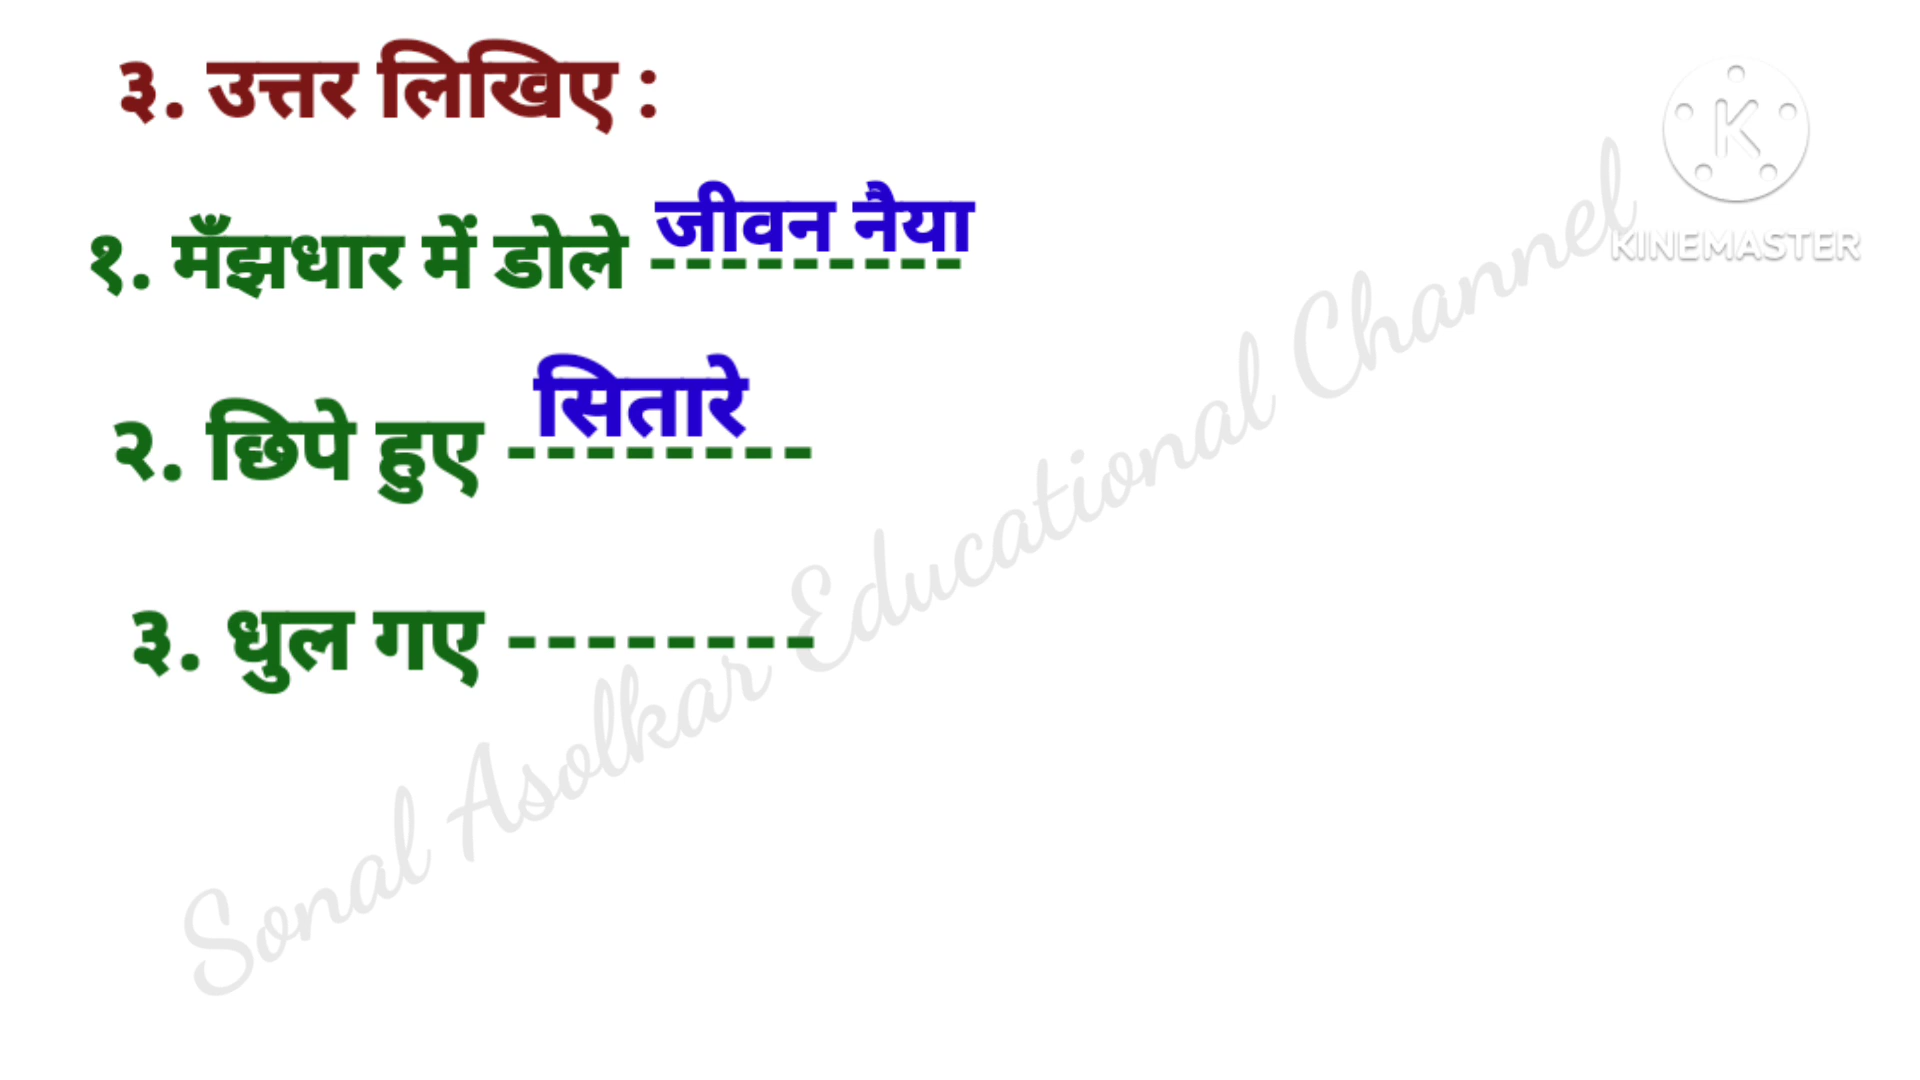 ३. उत्तर लिखिए :
K
KINEMASTER
१. मँझधार में डोले जीवन नैया ---------
२. छिपे हुए सितारे --------
३. धुल गए --------
Sonal Asolkar Educational Channel